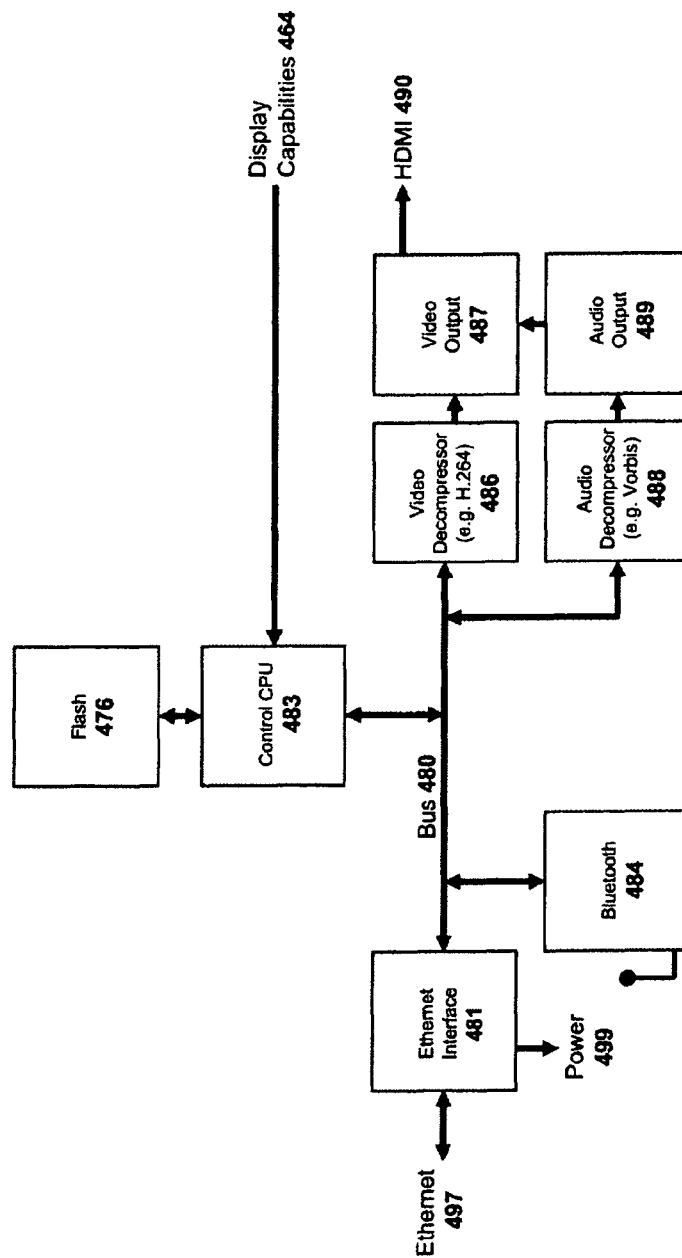 Display
Capabilities 464
Flash
476
Control CPU
483
HDMI 490
Video
Output
487
Video
Decompressor
(e.g. H.264)
486
Audio
Output
489
Audio
Decompressor
(e.g. Vorbis)
488
Bus 480
Ethernet
Interface
481
Bluetooth
484
Ethernet
497
Power
499